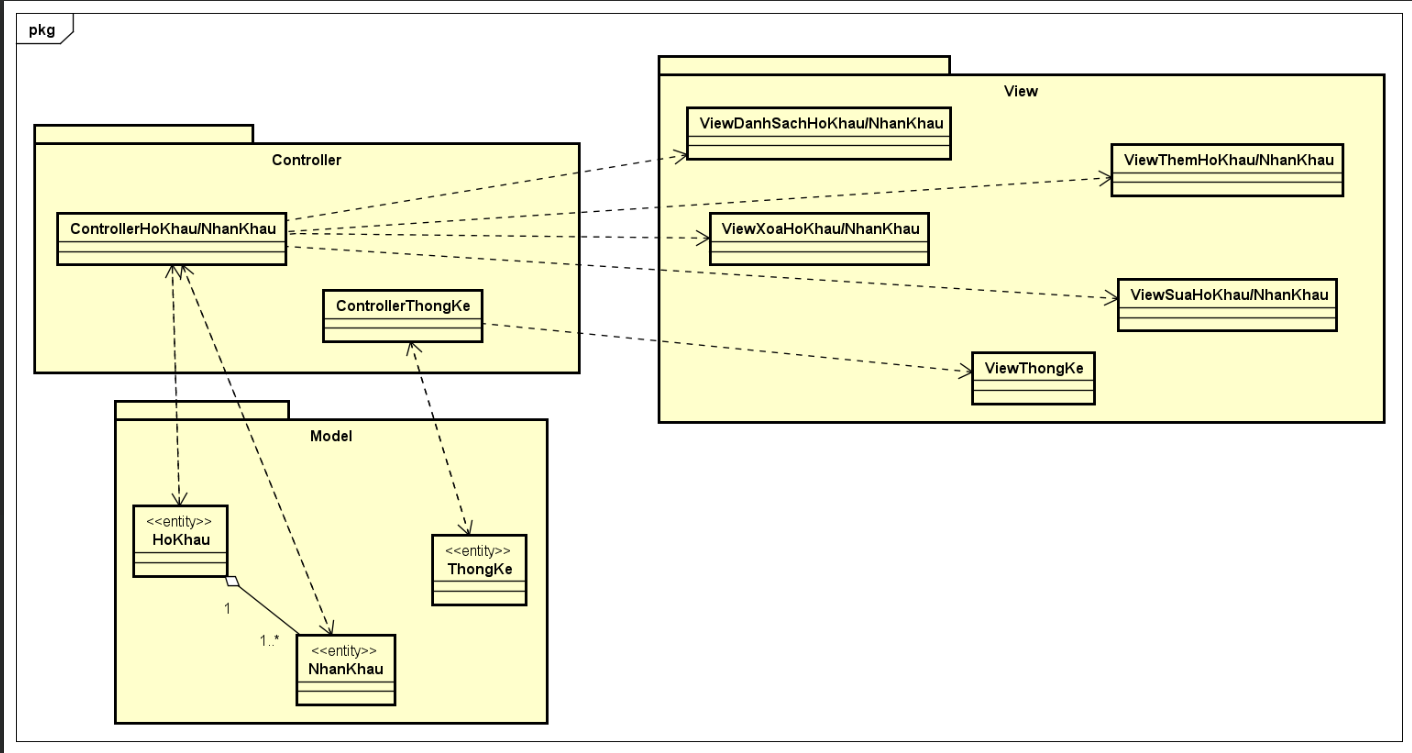 pkg
Controller
ControllerHoKhau/NhanKhau
ControllerThongKe
View
ViewDanhSachHoKhau/NhanKhau
ViewThemHoKhau/NhanKhau
ViewXoaHoKhau/NhanKhau
ViewSuaHoKhau/NhanKhau
ViewThongKe
Model
<<entity>>
HoKhau
<<entity>>
ThongKe
1
1..*
<<entity>>
NhanKhau